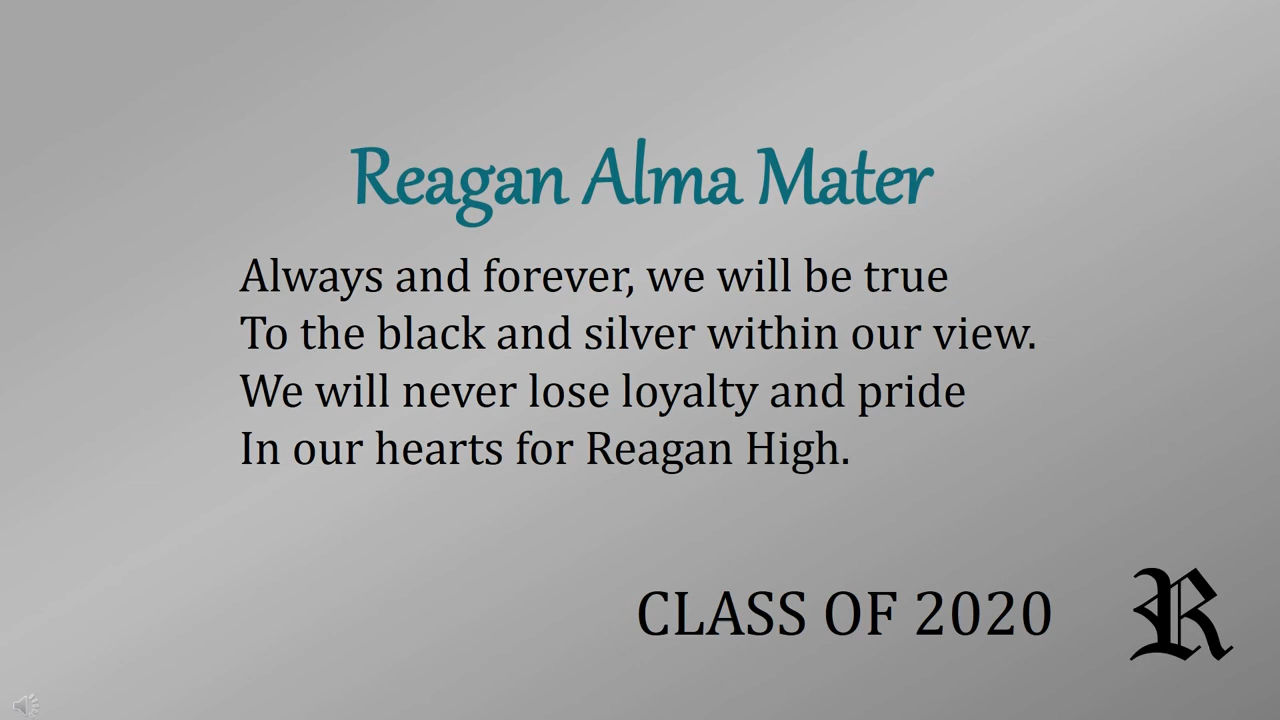 Reagan Alma Mater
Always and forever, we will be true
To the black and silver within our view.
We will never lose loyalty and pride
In our hearts for Reagan High.
CLASS OF 2020
R